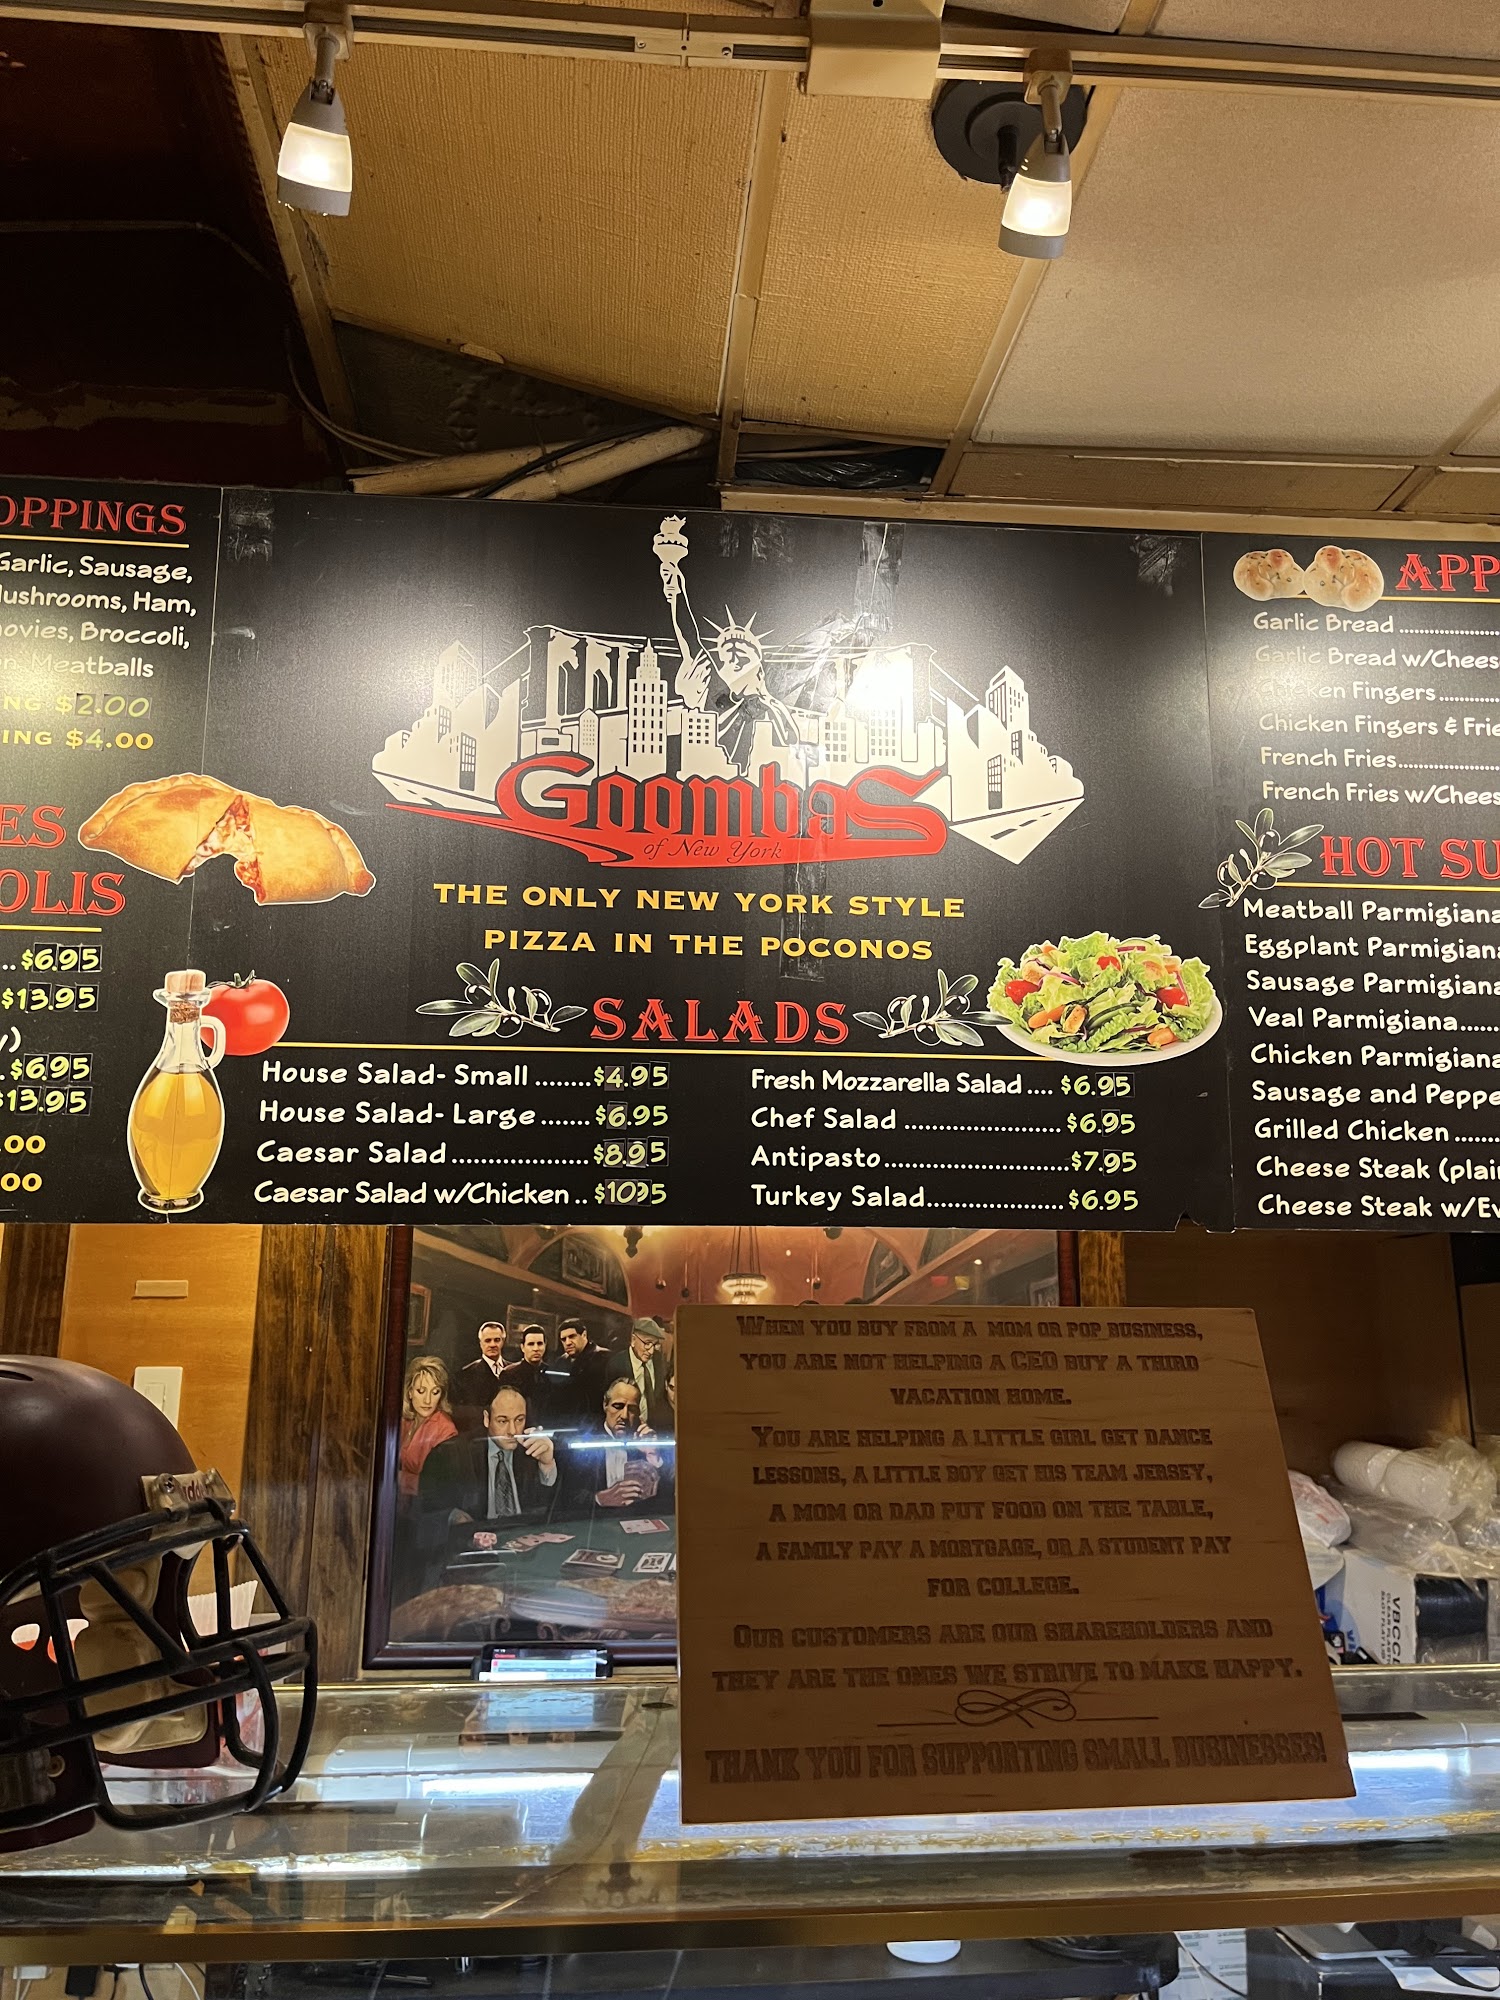 OPPINGS
Garlic, Sausage,
ushrooms, Ham,
ovies, Broccoli,
Meatballs
NG $2.00
ING $4.00
ES
OLIS
..$6.95
$13.95
.$6.95
$13.95
.00
00
Goombas
of New York
THE ONLY NEW YORK STYLE
PIZZA IN THE POCONOS
SALADS
House Salad- Small ........$4.95
House Salad- Large....... $6.95
Caesar Salad.................... $8.95
Caesar Salad w/Chicken .. $10.95
Fresh Mozzarella Salad .... $6.95
Chef Salad ........................ $6.95
Antipasto............................$7.95
Turkey Salad..................... $6.95
APP
Garlic Bread
Garlic Bread w/Chees
Chicken Fingers
Chicken Fingers & Frie
French Fries
French Fries w/Chees
HOT SU
Meatball Parmigiana
Eggplant Parmigiana
Sausage Parmigiana
Veal Parmigiana
Chicken Parmigiana
Sausage and Peppe
Grilled Chicken
Cheese Steak (plain
Cheese Steak w/Ev
WHEN YOU BUY FROM A MOM OR POP BUSINESS,
YOU ARE NOT HELPING A CEO BUY A THIRD
VACATION HOME.
YOU ARE HELPING A LITTLE GIRL GET DANCE
LESSONS, A LITTLE BOY GET HIS TEAM JERSEY,
A MOM OR DAD PUT FOOD ON THE TABLE,
A FAMILY PAY A MORTGAGE, OR A STUDENT PAY
FOR COLLEGE.
OUR CUSTOMERS ARE OUR SHAREHOLDERS AND
THEY ARE THE ONES WE STRIVE TO MAKE HAPPY.
THANK YOU FOR SUPPORTING SMALL BUSINESSES!